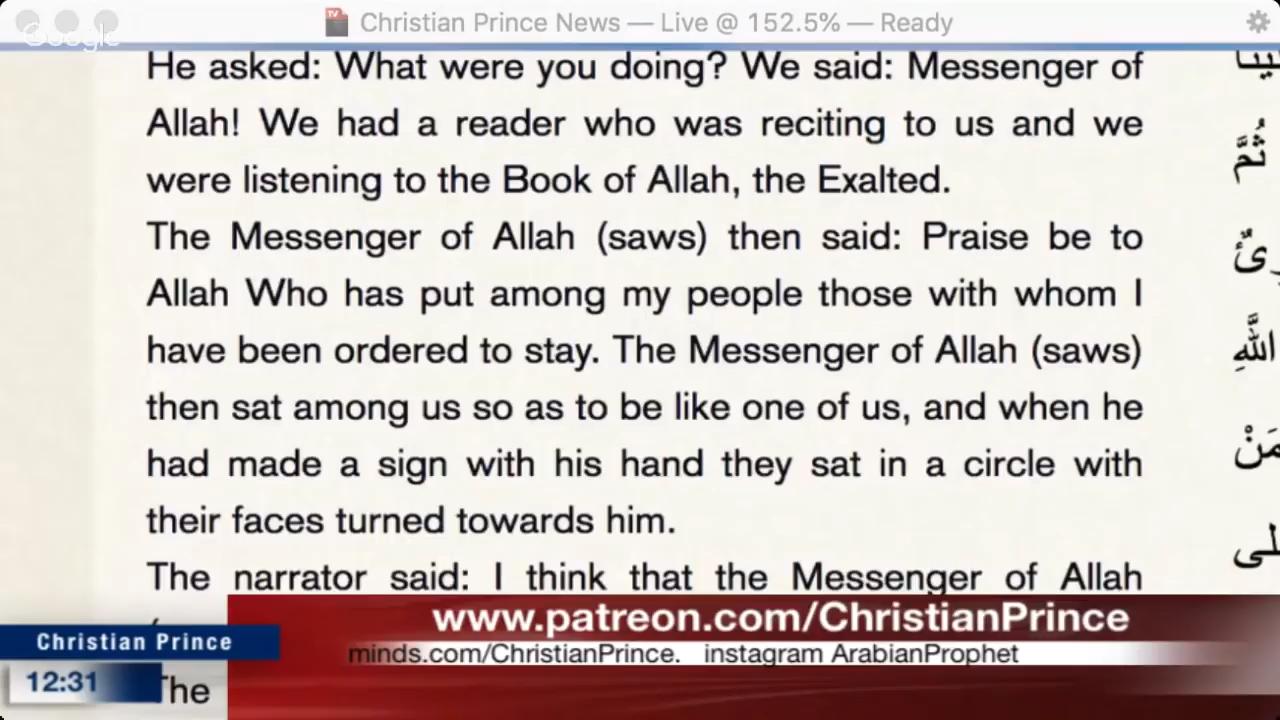 Christian Prince News — Live @ 152.5% — Ready
Google
He asked: What were you doing? We said: Messenger of
Allah! We had a reader who was reciting to us and we
were listening to the Book of Allah, the Exalted.
The Messenger of Allah (saws) then said: Praise be to
Allah Who has put among my people those with whom I
have been ordered to stay. The Messenger of Allah (saws)
then sat among us so as to be like one of us, and when he
had made a sign with his hand they sat in a circle with
their faces turned towards him.
The narrator said: I think that the Messenger of Allah
The
ثُمَّ
اللَّهِ
مَنْ
www.patreon.com/ChristianPrince
Christian Prince
minds.com/ChristianPrince. instagram ArabianProphet
12:31